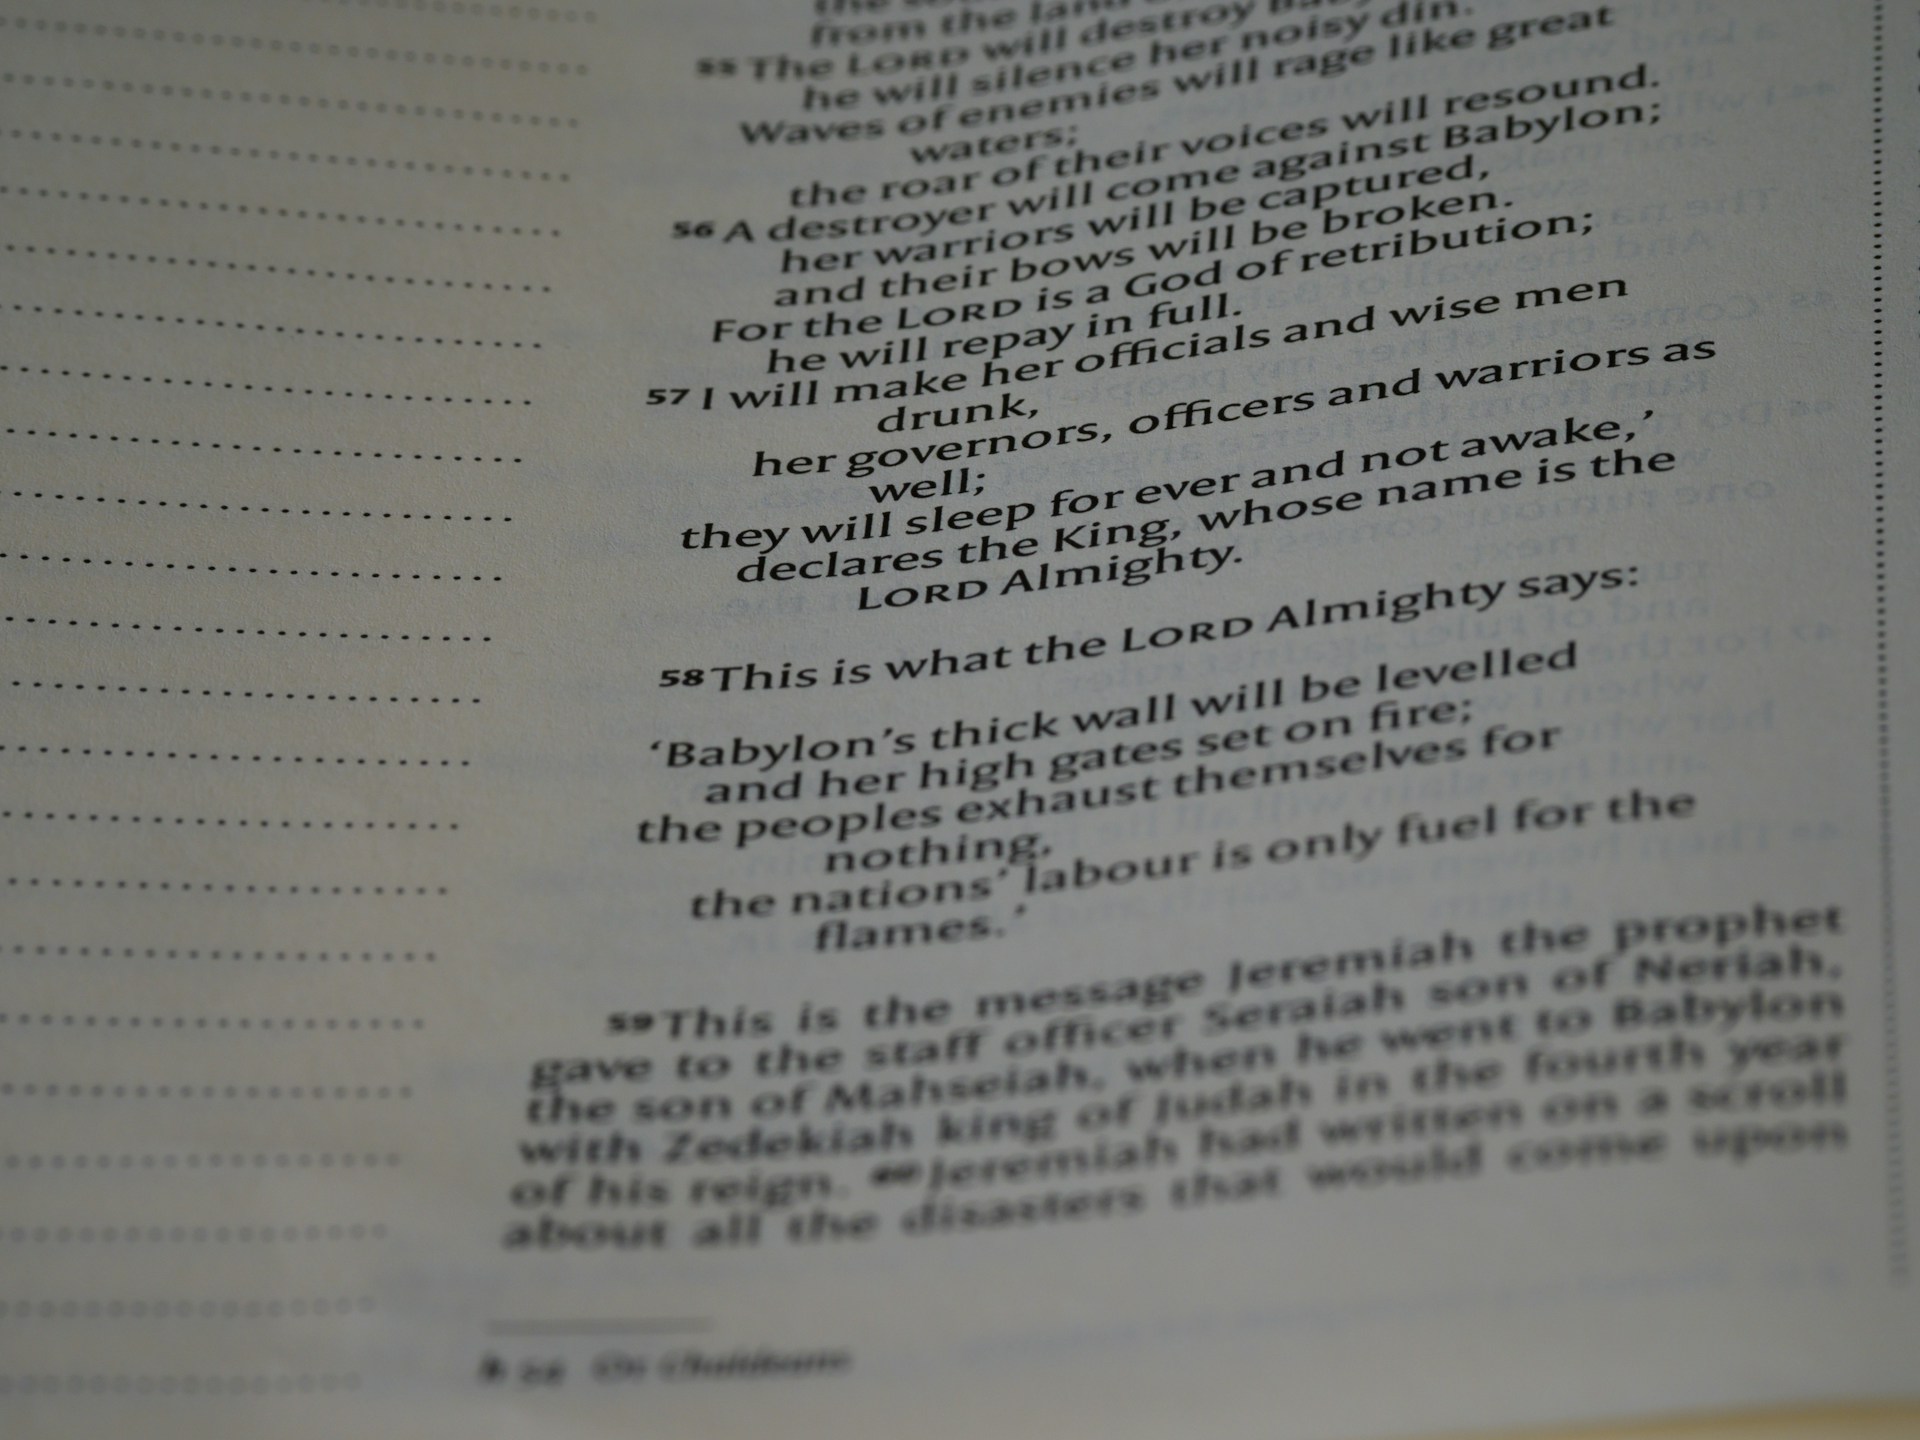 from the land
55 The LORD will destroy
he will silence her noisy din.
Waves of enemies will rage like great
waters;
the roar of their voices will resound.
56 A destroyer will come against Babylon;
her warriors will be captured,
and their bows will be broken.
For the LORD is a God of retribution;
he will repay in full.
57 I will make her officials and wise men
drunk,
her governors, officers and warriors as
well;
they will sleep for ever and not awake,’
declares the King, whose name is the
LORD Almighty.
58 This is what the LORD Almighty says:
‘Babylon’s thick wall will be levelled
and her high gates set on fire;
the peoples exhaust themselves for
nothing,
the nations’ labour is only fuel for the
flames.’
59 This is the message Jeremiah the prophet
gave to the staff officer Seraiah son of Neriah,
the son of Mahseiah, when he went to Babylon
with Zedekiah king of Judah in the fourth year
of his reign. 60 Jeremiah had written on a scroll
about all the disasters that would come upon